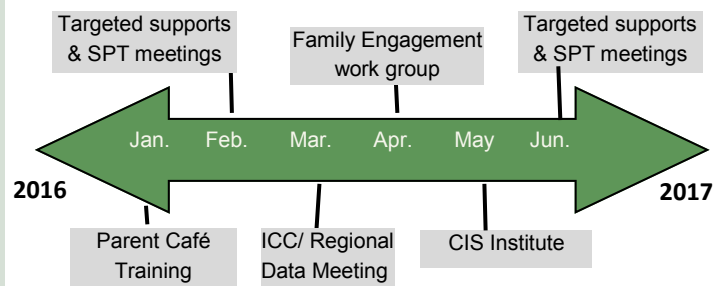 Targeted supports
& SPT meetings
Family Engagement
work group
Targeted supports
& SPT meetings
Jan. Feb. Mar. Apr. May Jun.
2016
2017
Parent Café
Training
ICC/ Regional
Data Meeting
CIS Institute